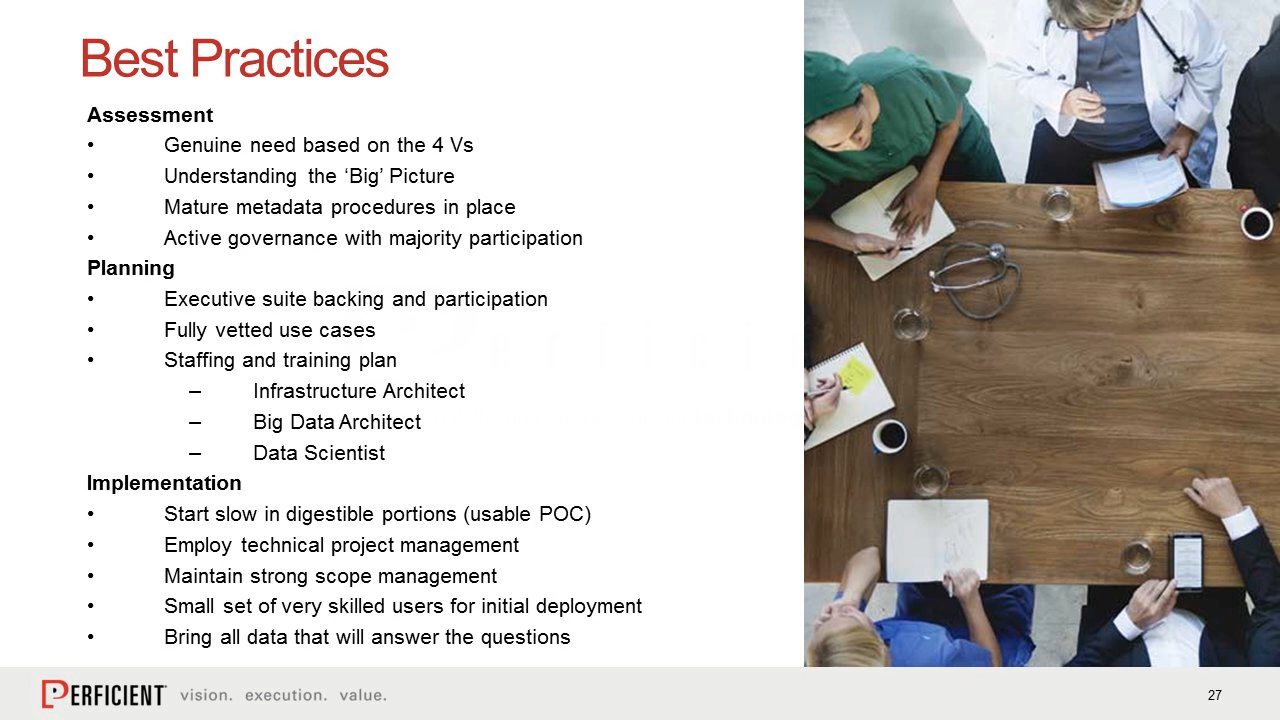 Best Practices
Assessment
• Genuine need based on the 4 Vs
• Understanding the ‘Big’ Picture
• Mature metadata procedures in place
• Active governance with majority participation
Planning
• Executive suite backing and participation
• Fully vetted use cases
• Staffing and training plan
– Infrastructure Architect
– Big Data Architect
– Data Scientist
Implementation
• Start slow in digestible portions (usable POC)
• Employ technical project management
• Maintain strong scope management
• Small set of very skilled users for initial deployment
• Bring all data that will answer the questions
PERFICIENT vision. execution. value.
27